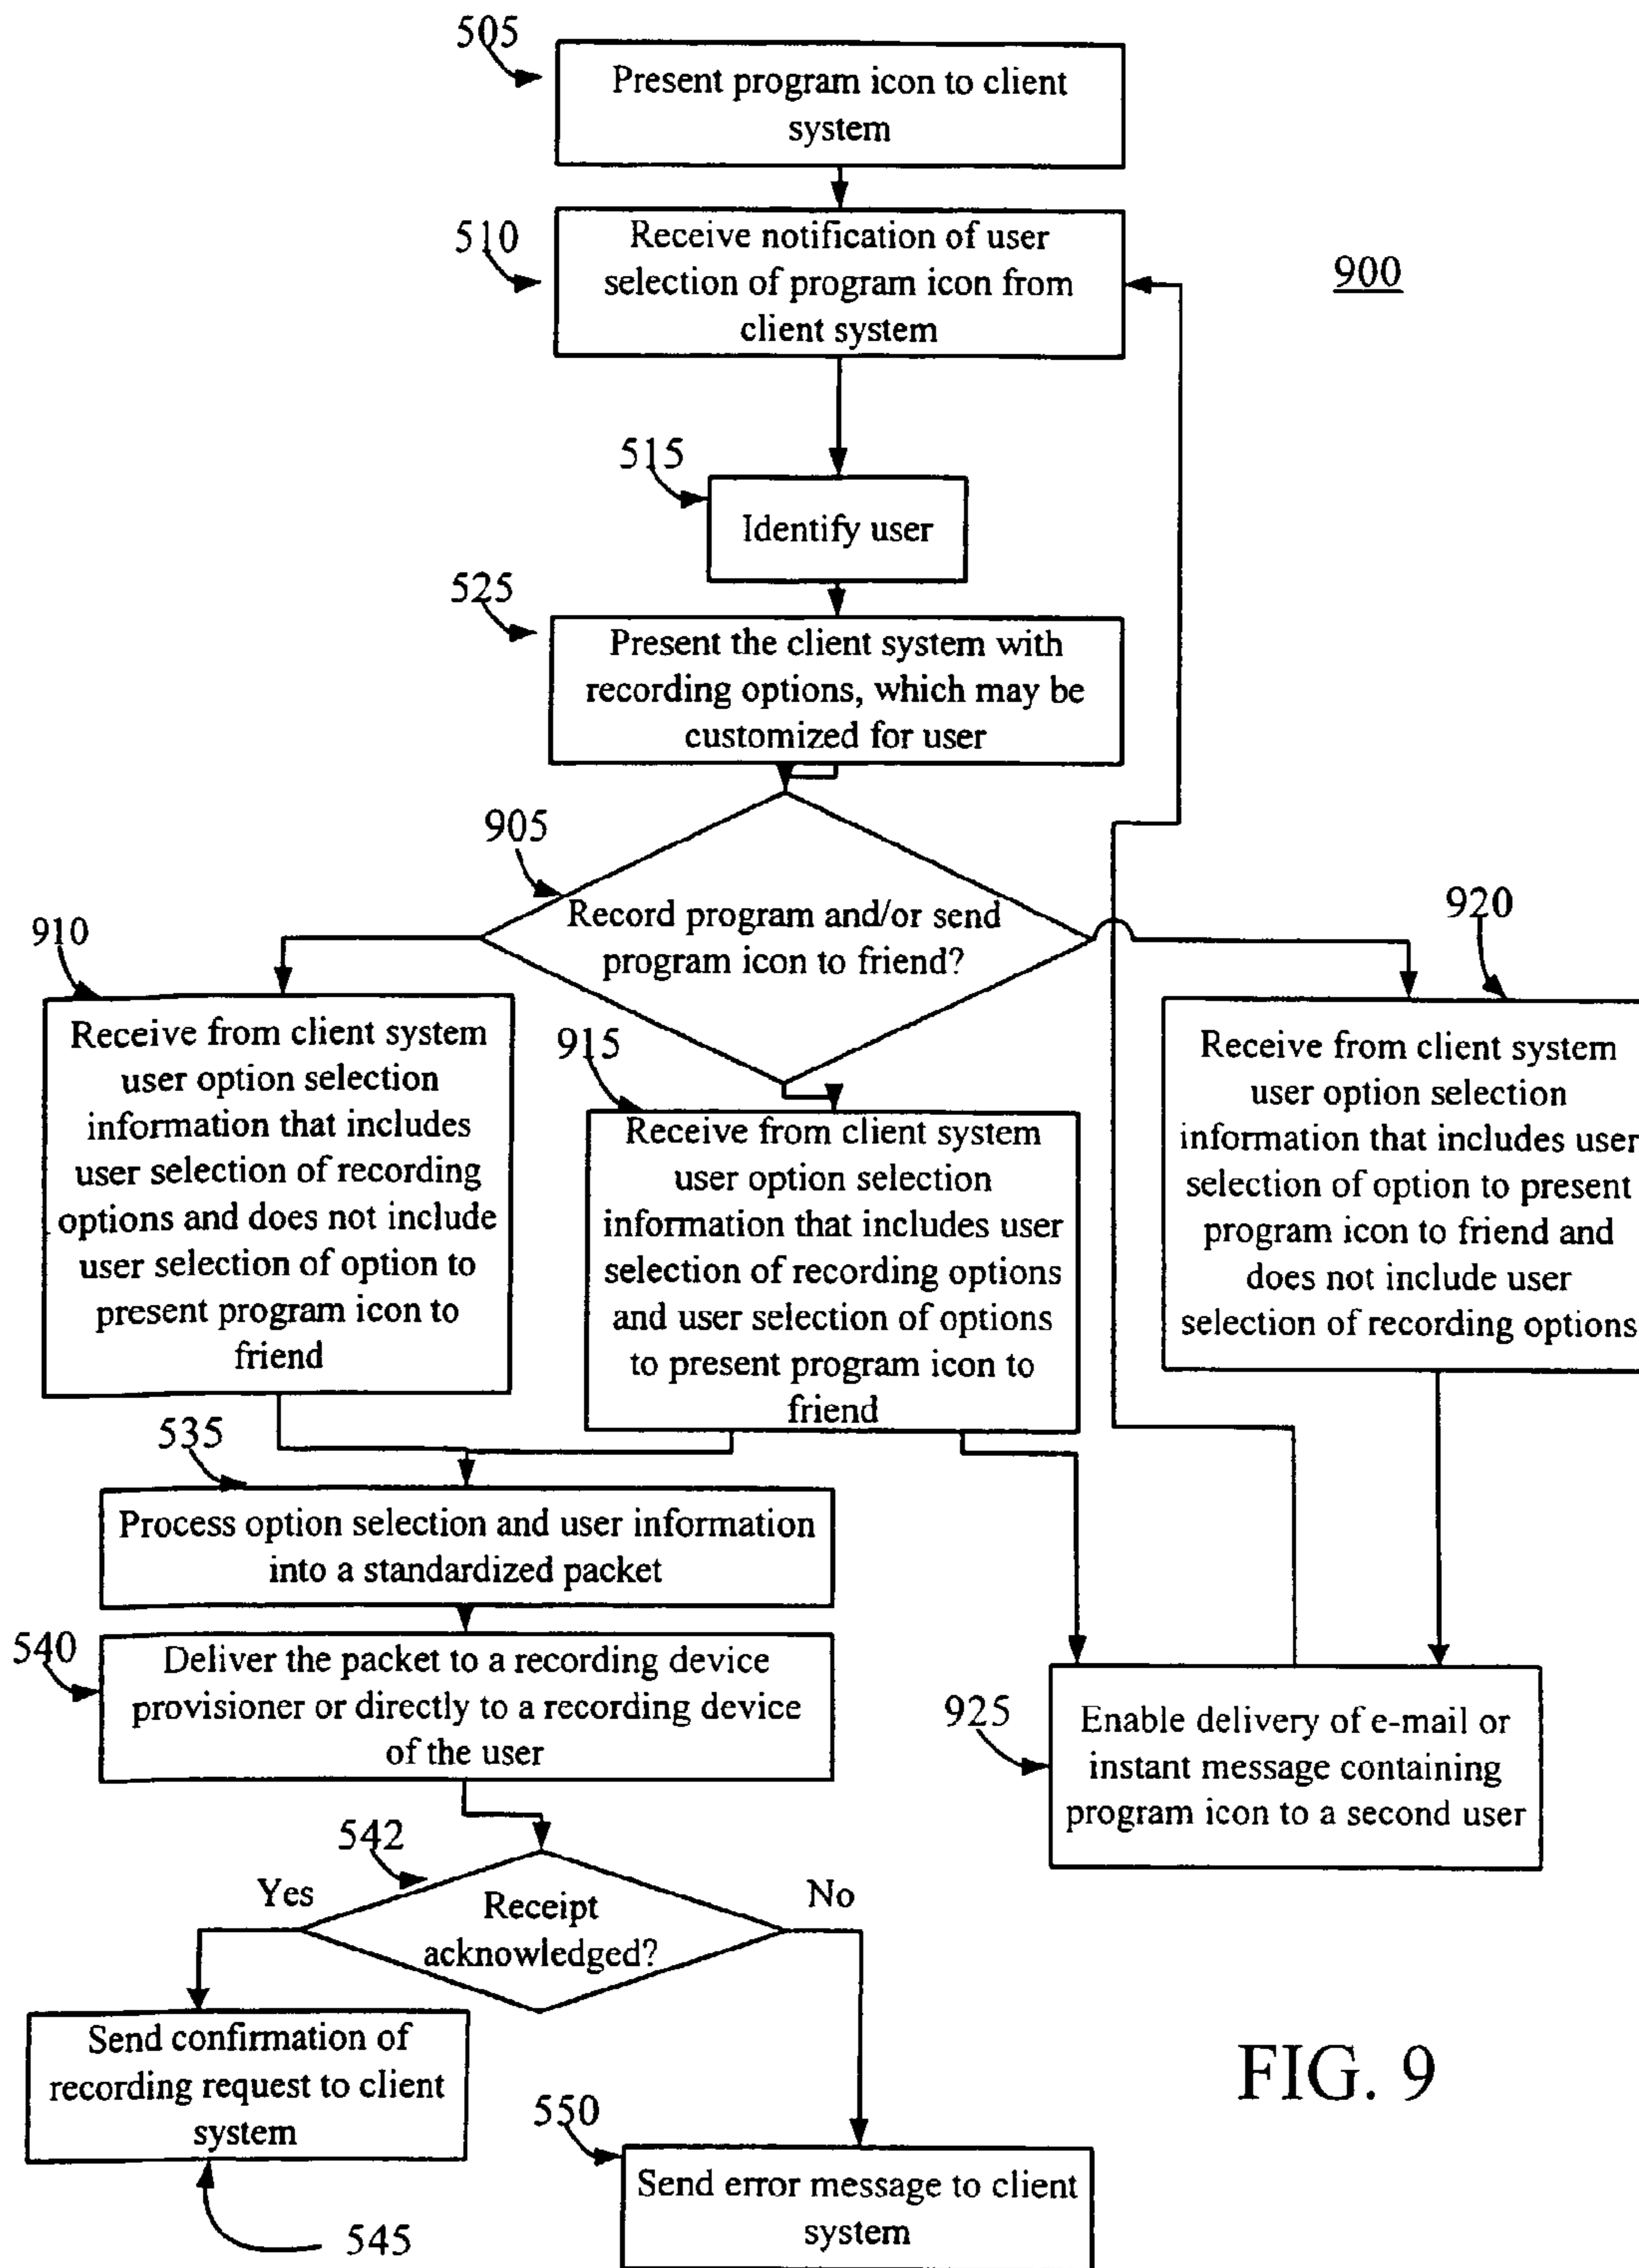 505
Present program icon to client
system
510
Receive notification of user
selection of program icon from
client system
900
515
Identify user
525
Present the client system with
recording options, which may be
customized for user
905
Record program and/or send
program icon to friend?
910
Receive from client system
user option selection
information that includes
user selection of recording
options and does not include
user selection of option to
present program icon to
friend
915
Receive from client system
user option selection
information that includes user
selection of recording options
and user selection of options
to present program icon to
friend
920
Receive from client system
user option selection
information that includes user
selection of option to present
program icon to friend and
does not include user
selection of recording options
535
Process option selection and user information
into a standardized packet
540
Deliver the packet to a recording device
provisioner or directly to a recording device
of the user
925
Enable delivery of e-mail or
instant message containing
program icon to a second user
542
Yes
Receipt
acknowledged?
No
Send confirmation of
recording request to client
system
545
550
Send error message to client
system
FIG. 9